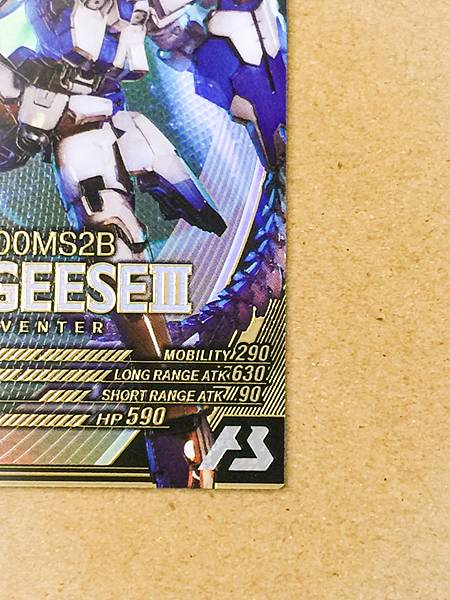 00MS2B
GEESEIII
VENTER
MOBILITY 290
LONG RANGE ATK 630
SHORT RANGE ATK 90
HP 590